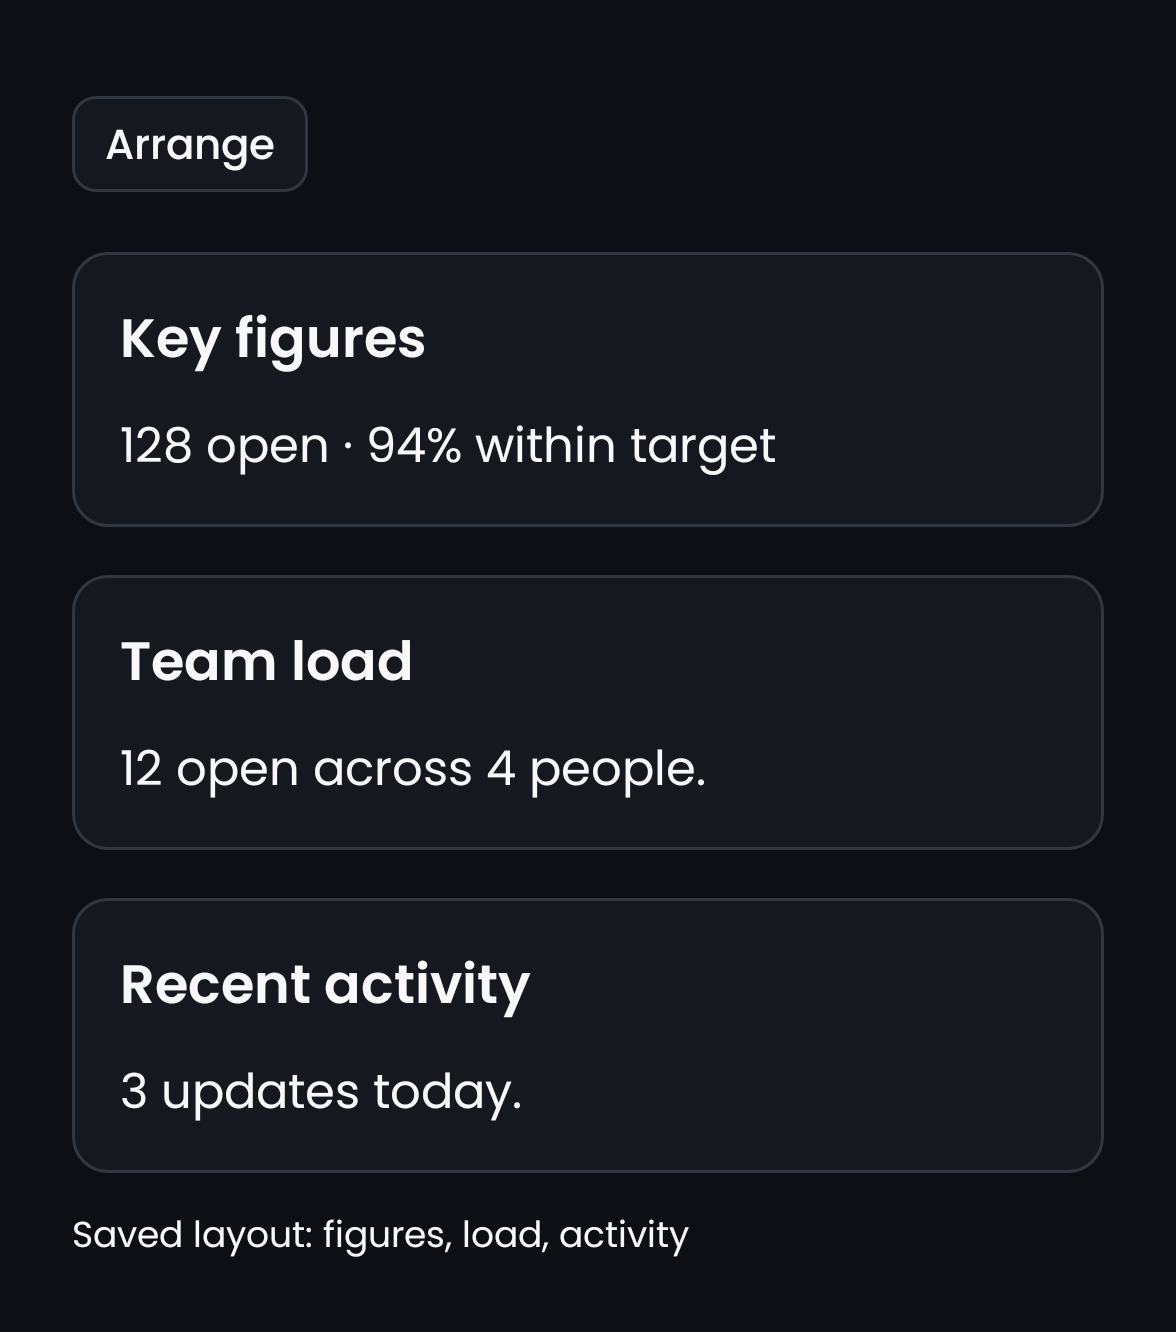 Arrange
Key figures
128 open · 94% within target
Team load
12 open across 4 people.
Recent activity
3 updates today.
Saved layout: figures, load, activity